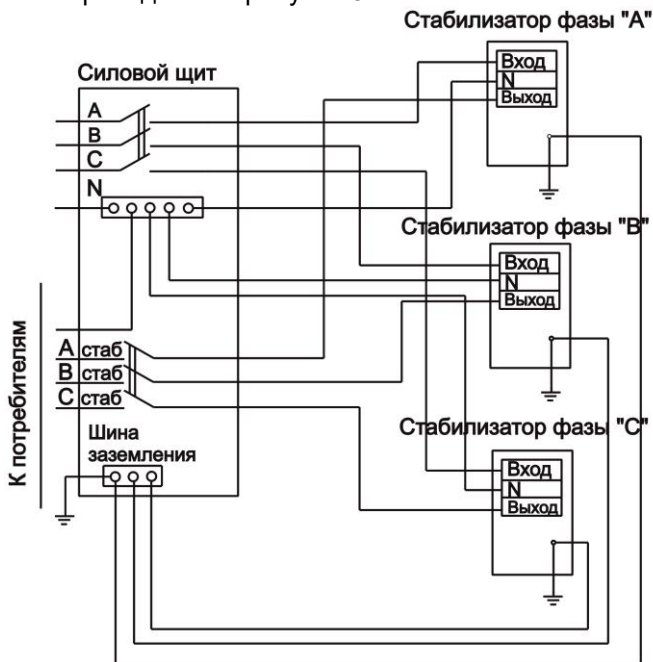 Стабилизатор фазы "A"
Вход
N
Выход
Силовой щит
A
B
C
N
Стабилизатор фазы "B"
Вход
N
Выход
К потребителям
A стаб
B стаб
C стаб
Шина
заземления
Стабилизатор фазы "C"
Вход
N
Выход